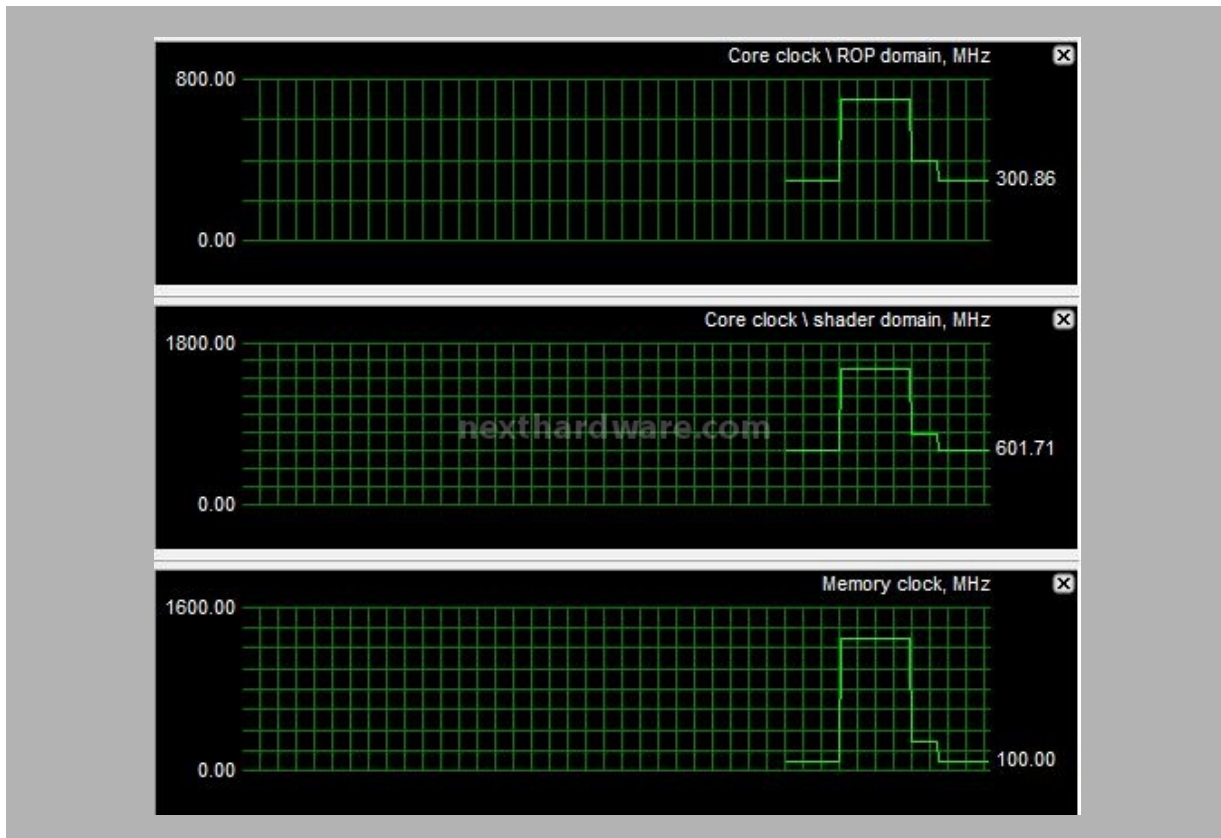 Core clock \ ROP domain, MHz
800.00
300.86
0.00
Core clock \ shader domain, MHz
1800.00
nexthardware.com
601.71
0.00
Memory clock, MHz
1600.00
100.00
0.00